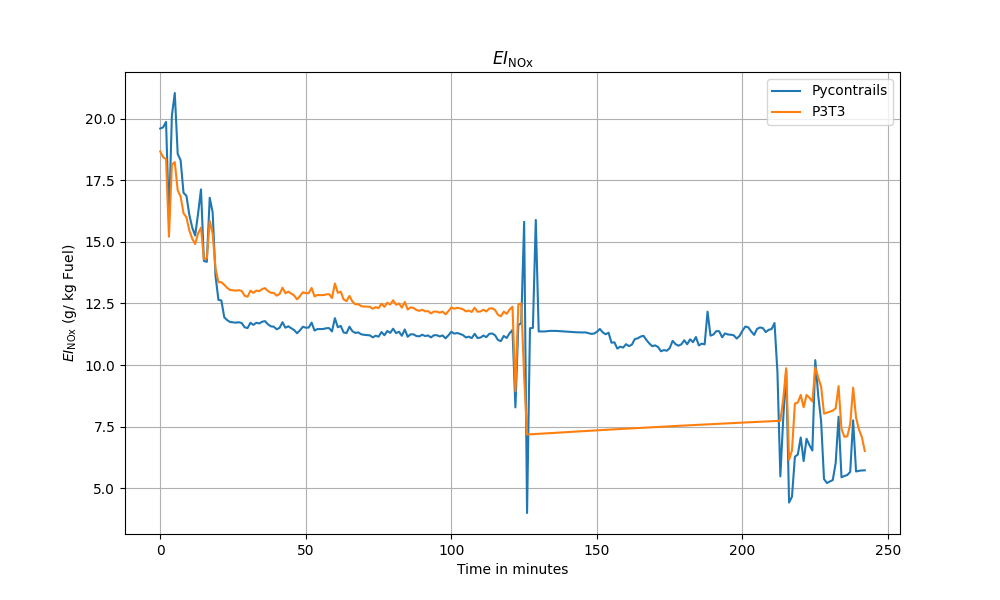 EI_NOx
Pycontrails
P3T3
EI_NOx (g/ kg Fuel)
20.0
17.5
15.0
12.5
10.0
7.5
5.0
0 50 100 150 200 250
Time in minutes